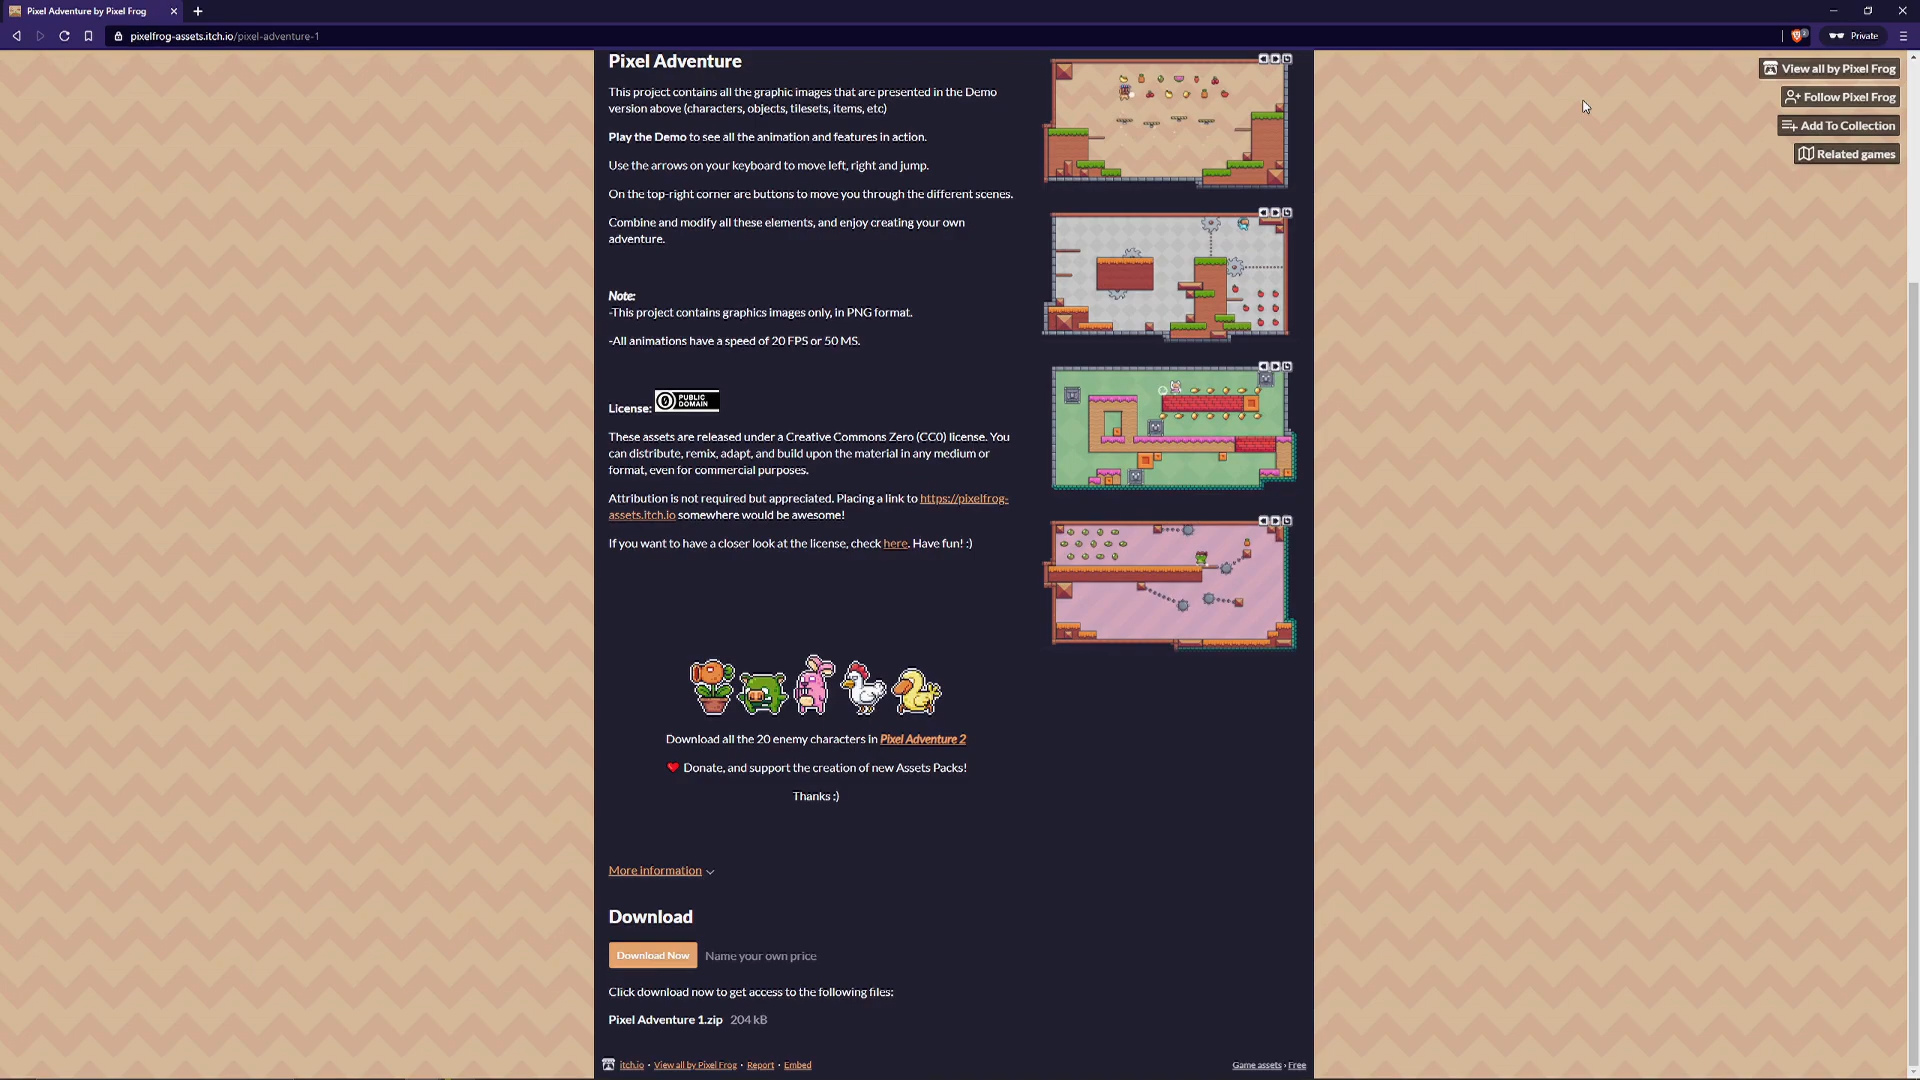 Pixel Adventure by Pixel Frog
pixelfrog-assets.itch.io/pixel-adventure-1
Private
View all by Pixel Frog
Follow Pixel Frog
Add To Collection
Related games
Pixel Adventure
This project contains all the graphic images that are presented in the Demo
version above (characters, objects, tilesets, items, etc)
Play the Demo to see all the animation and features in action.
Use the arrows on your keyboard to move left, right and jump.
On the top-right corner are buttons to move you through the different scenes.
Combine and modify all these elements, and enjoy creating your own
adventure.
Note:
-This project contains graphics images only, in PNG format.
-All animations have a speed of 20 FPS or 50 MS.
License: PUBLIC DOMAIN
These assets are released under a Creative Commons Zero (CC0) license. You
can distribute, remix, adapt, and build upon the material in any medium or
format, even for commercial purposes.
Attribution is not required but appreciated. Placing a link to https://pixelfrog-
assets.itch.io somewhere would be awesome!
If you want to have a closer look at the license, check here. Have fun! :)
Download all the 20 enemy characters in Pixel Adventure 2
Donate, and support the creation of new Assets Packs!
Thanks :)
More information
Download
Download Now Name your own price
Click download now to get access to the following files:
Pixel Adventure 1.zip 204 kB
itch.io · View all by Pixel Frog · Report · Embed
Game assets › Free